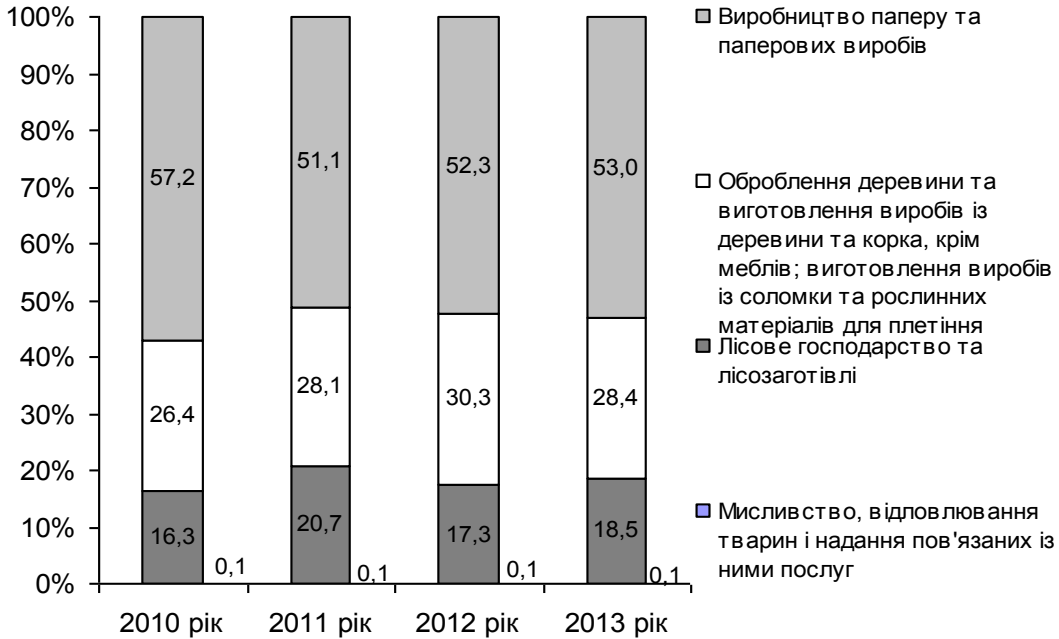 100%
90%
80%
70%
60%
50%
40%
30%
20%
10%
0%
57,2
51,1
52,3
53,0
26,4
28,1
30,3
28,4
16,3
20,7
17,3
18,5
0,1
0,1
0,1
0,1
2010 рік
2011 рік
2012 рік
2013 рік
Виробництво паперу та
паперових виробів
Оброблення деревини та
виготовлення виробів із
деревини та корка, крім
меблів; виготовлення виробів
із соломки та рослинних
матеріалів для плетіння
Лісове господарство та
лісозаготівлі
Мисливство, відловлювання
тварин і надання пов'язаних із
ними послуг